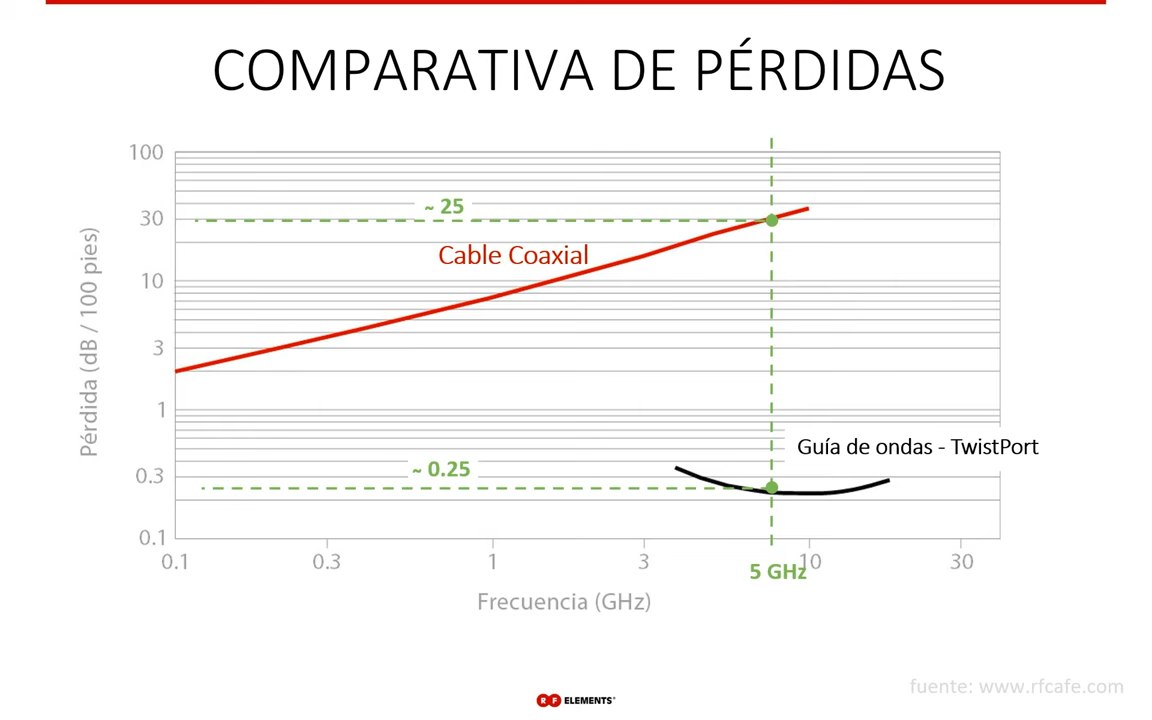 COMPARATIVA DE PÉRDIDAS
100
30
10
3
1
0.3
0.1
Pérdida (dB / 100 pies)
~ 25
Cable Coaxial
Guía de ondas - TwistPort
~ 0.25
0.1 0.3 1 3 10 30
5 GHz
Frecuencia (GHz)
fuente: www.rfcafe.com
RF ELEMENTS